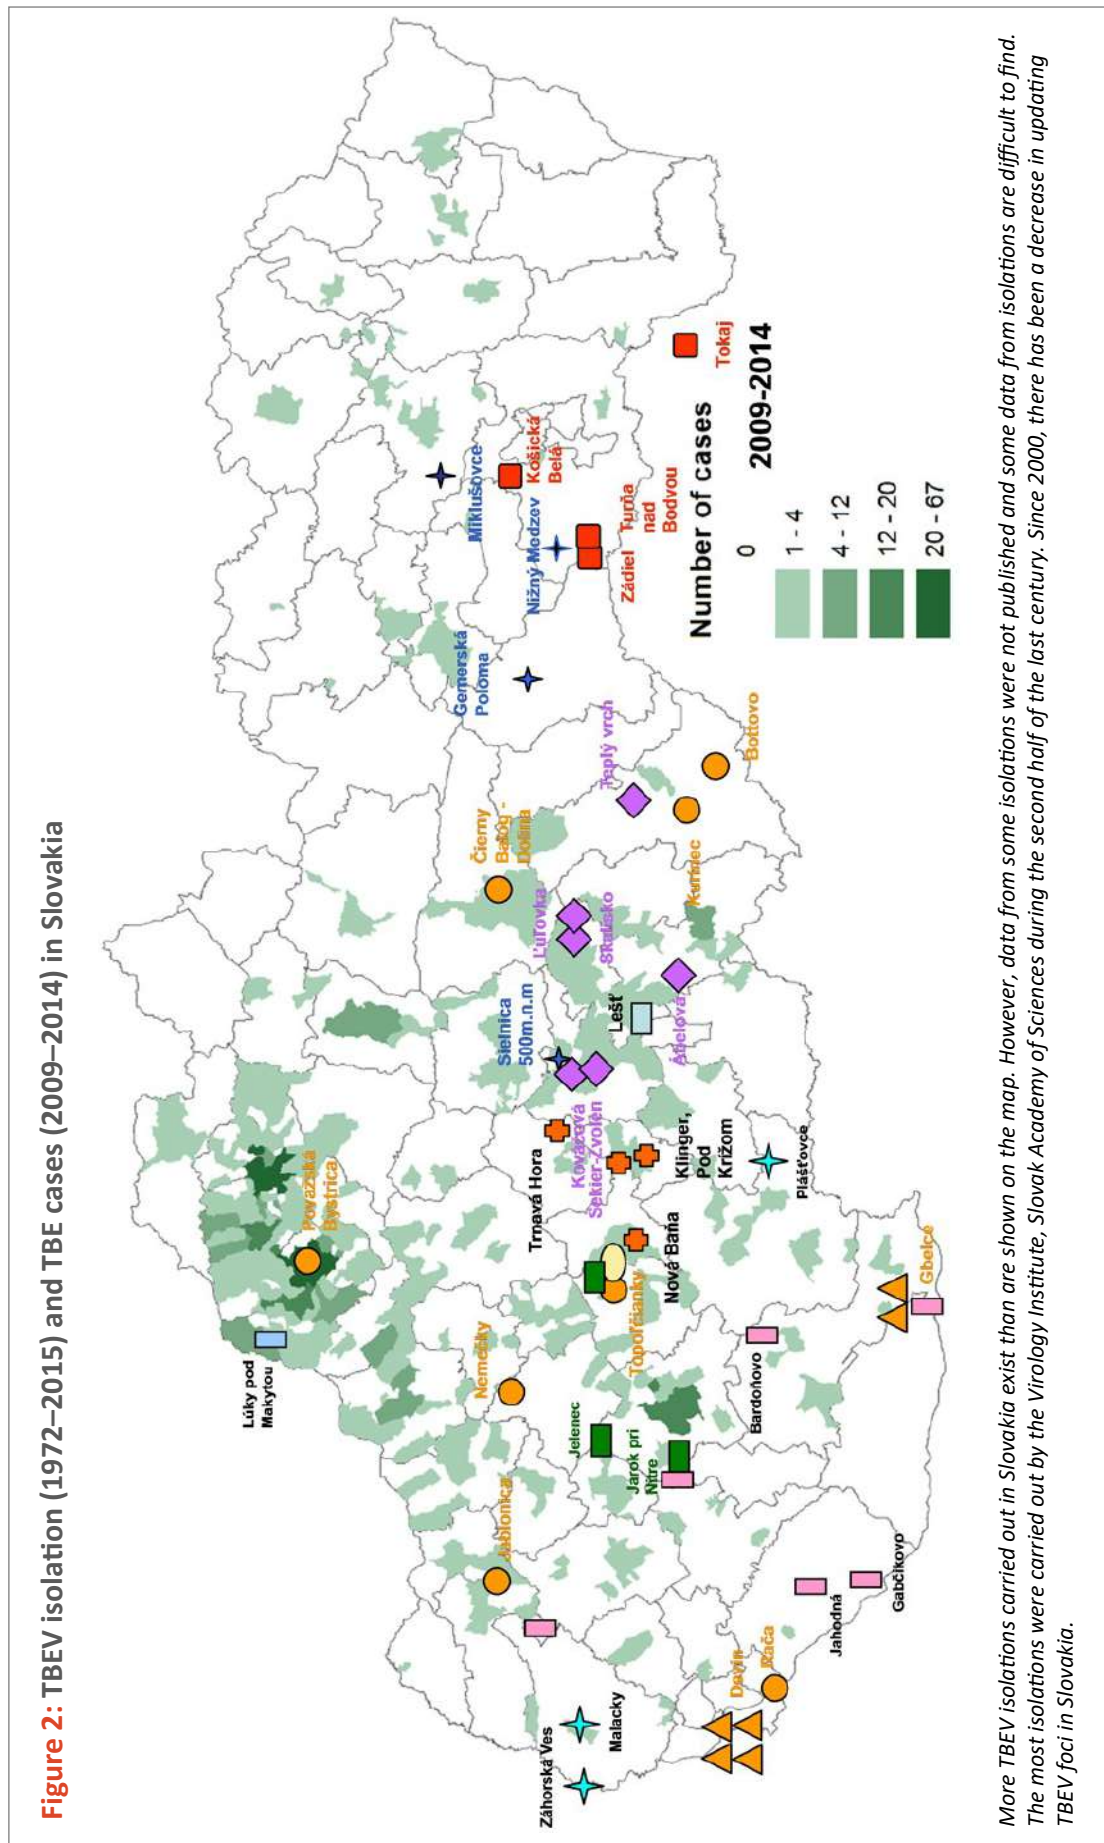 Figure 2: TBEV isolation (1972–2015) and TBE cases (2009–2014) in Slovakia
Lúky pod
Makytou
Považská
Bystrica
Jablonica
Nemečky
Trnavá Hora
Sielnica
500m.n.m
Čierny
Balog -
Dolina
Gemerská
Poloma
Mikľušovce
Nižný Medzev
Košická
Belá
Záhorská Ves
Malacky
Jelenec
Jarok pri
Nitre
Topoľčianky
Nová Baňa
Kováčová
Sekier-Zvolen
Klinger,
Pod
Krížom
Ľuľovka
Skalisko
Lešť
Ábelová
Teplý vrch
Kurinec
Bottovo
Zádiel
Turňa
nad
Bodvou
Tokaj
Devín
Rača
Jahodná
Gabčíkovo
Bardoňovo
Plášťovce
Gbelce
Number of cases
2009-2014
0
1 - 4
4 - 12
12 - 20
20 - 67
More TBEV isolations carried out in Slovakia exist than are shown on the map. However, data from some isolations were not published and some data from isolations are difficult to find.
The most isolations were carried out by the Virology Institute, Slovak Academy of Sciences during the second half of the last century. Since 2000, there has been a decrease in updating
TBEV foci in Slovakia.